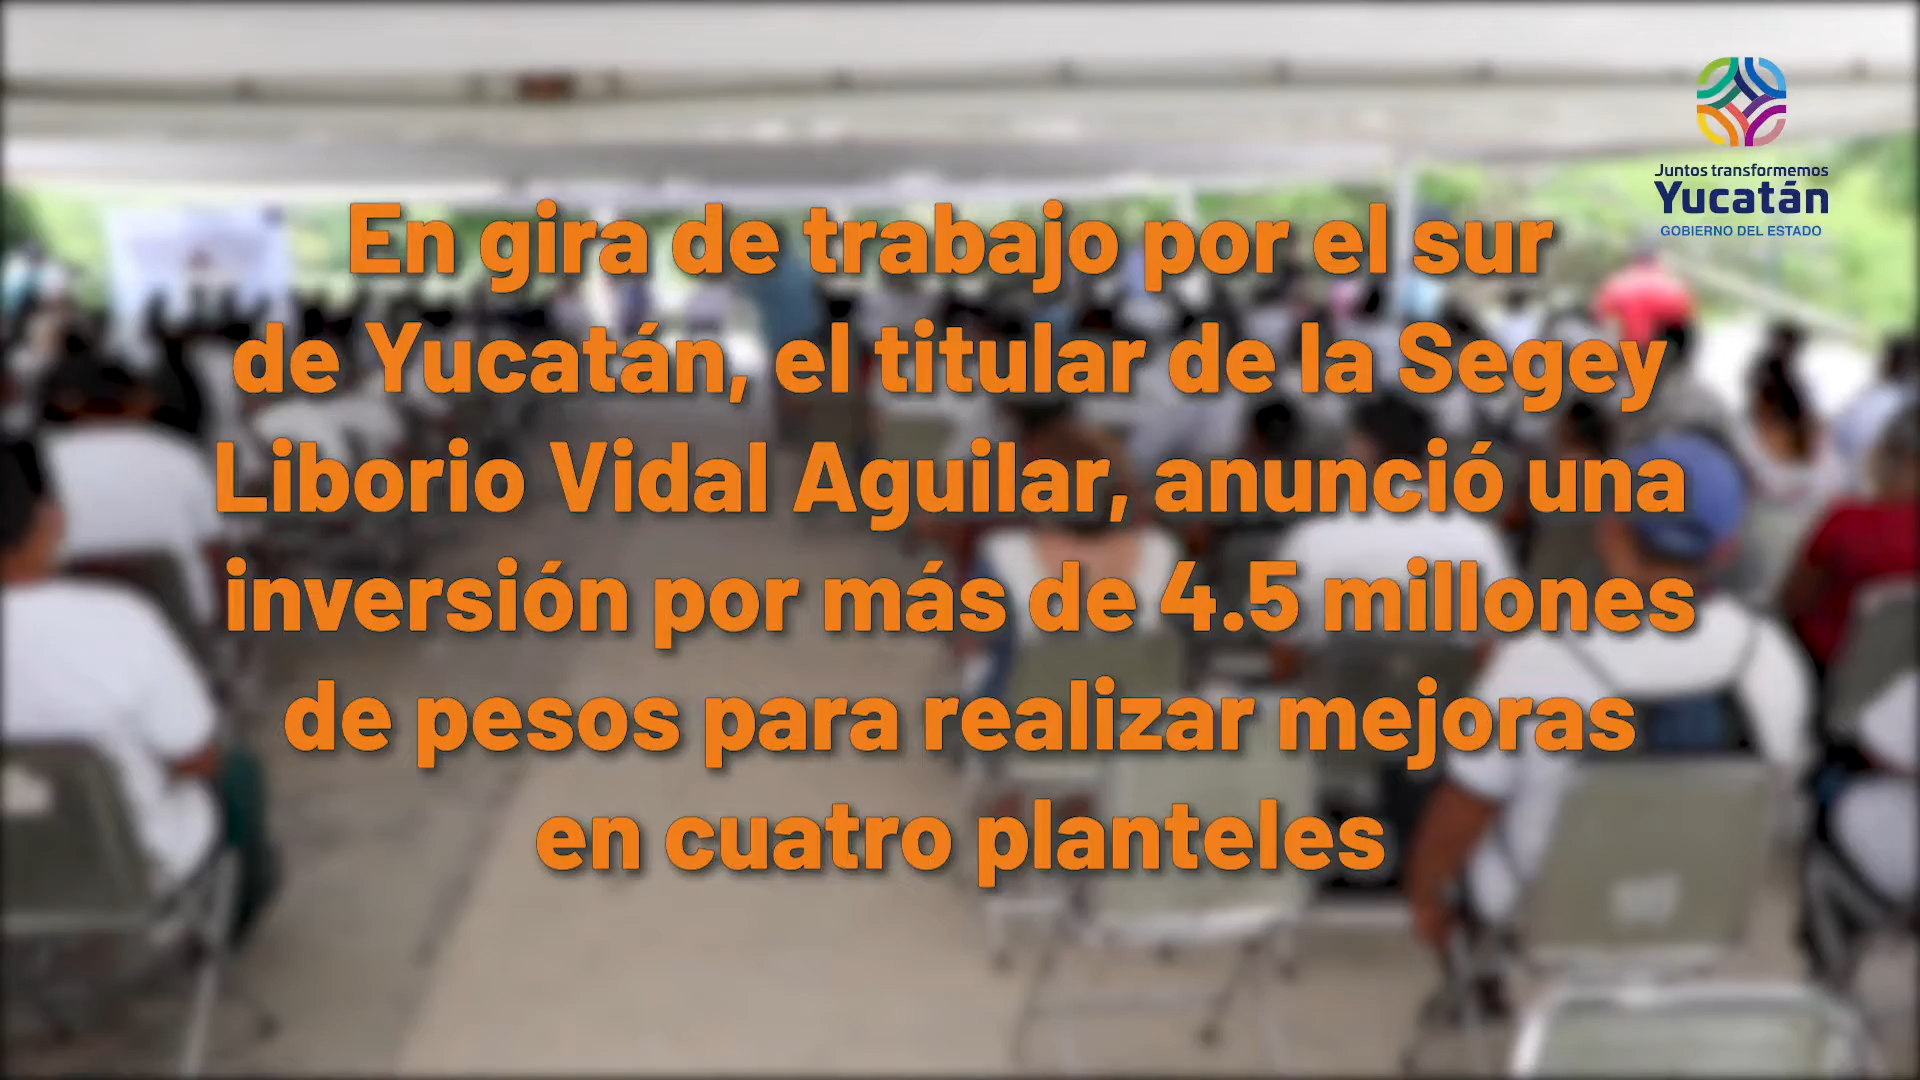 Juntos transformemos
Yucatán
GOBIERNO DEL ESTADO
En gira de trabajo por el sur
de Yucatán, el titular de la Segey
Liborio Vidal Aguilar, anunció una
inversión por más de 4.5 millones
de pesos para realizar mejoras
en cuatro planteles